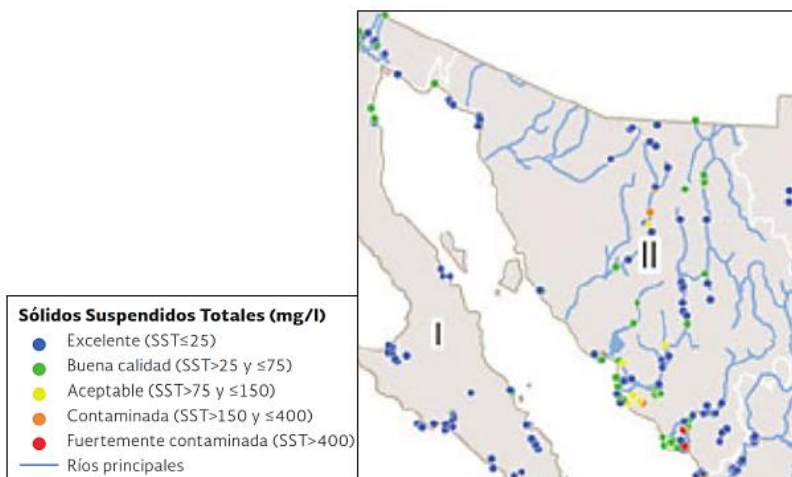 Sólidos Suspendidos Totales (mg/l)
Excelente (SST≤25)
Buena calidad (SST>25 y ≤75)
Aceptable (SST>75 y ≤150)
Contaminada (SST>150 y ≤400)
Fuertemente contaminada (SST>400)
Ríos principales
I
II